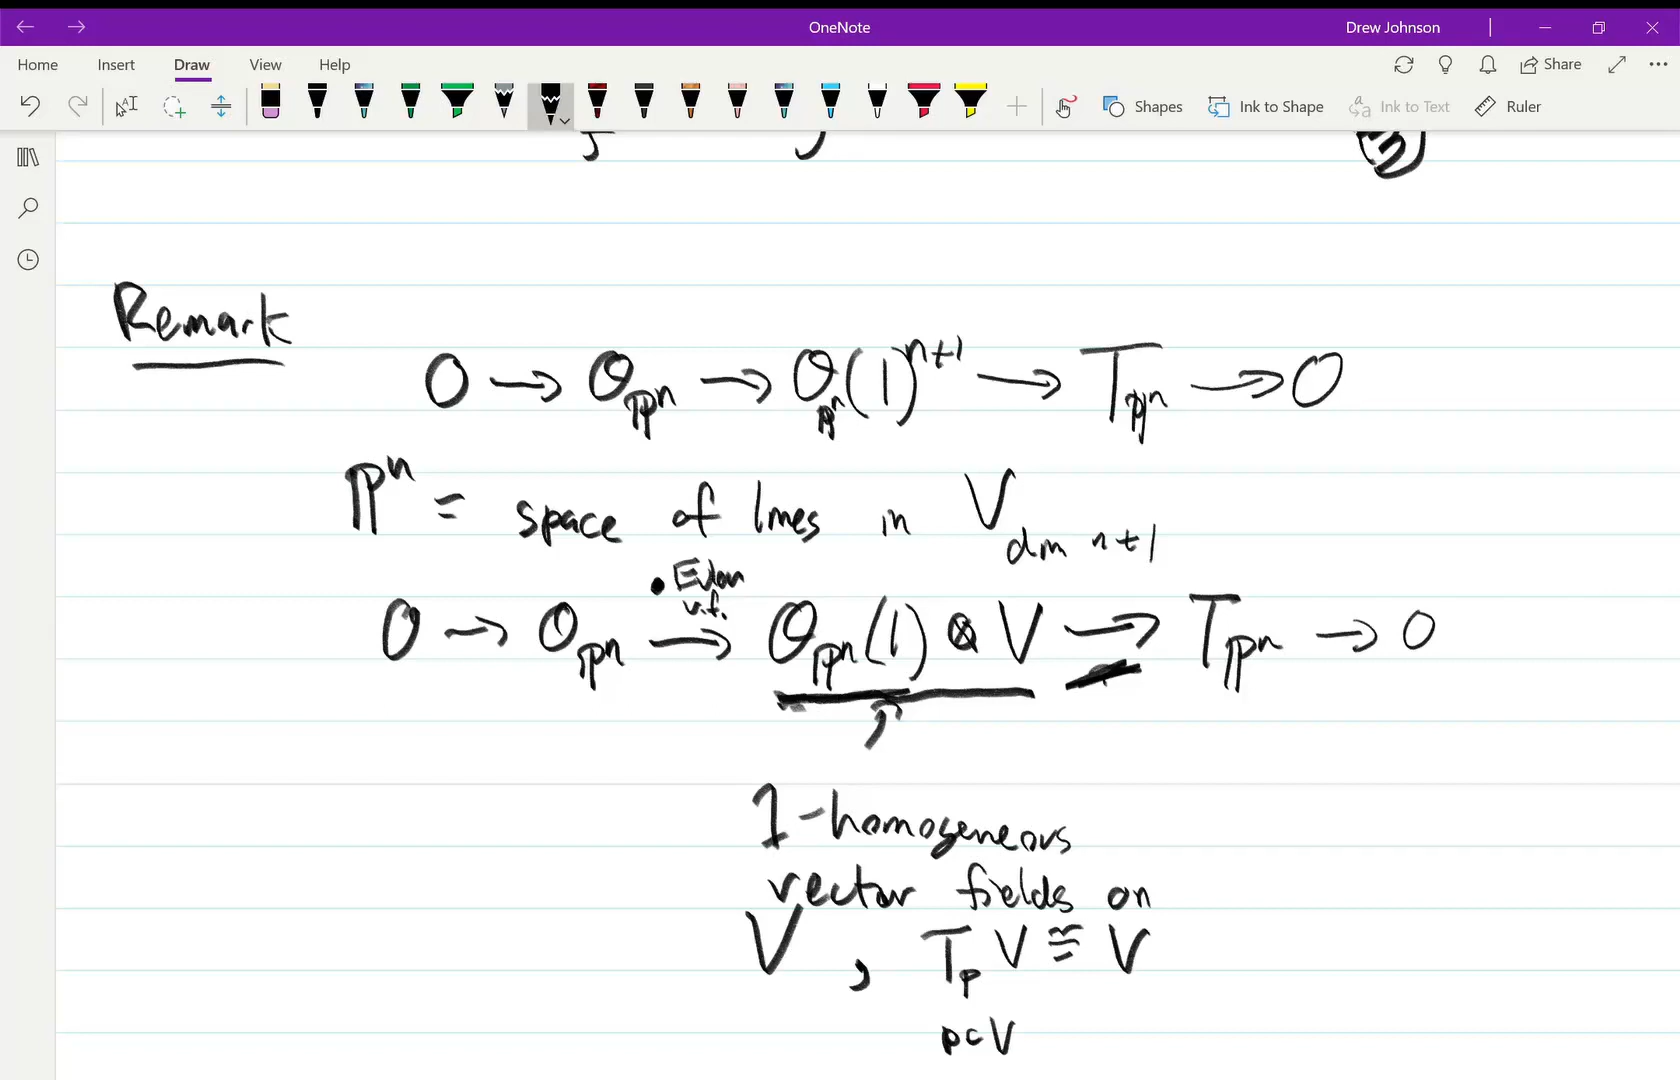 OneNote
Drew Johnson
Home Insert Draw View Help
Share
Shapes Ink to Shape Ink to Text Ruler
(3)
Remark
0 → O_{ℙ^n} → O_{ℙ^n}(1)^{n+1} → T_{ℙ^n} → 0
ℙ^n = space of lines in V
dim n+1
• Euler
v.f.
0 → O_{ℙ^n} → O_{ℙ^n}(1) ⊗ V → T_{ℙ^n} → 0
1-homogeneous
vector fields on
V , T_p V ≅ V
p∈V